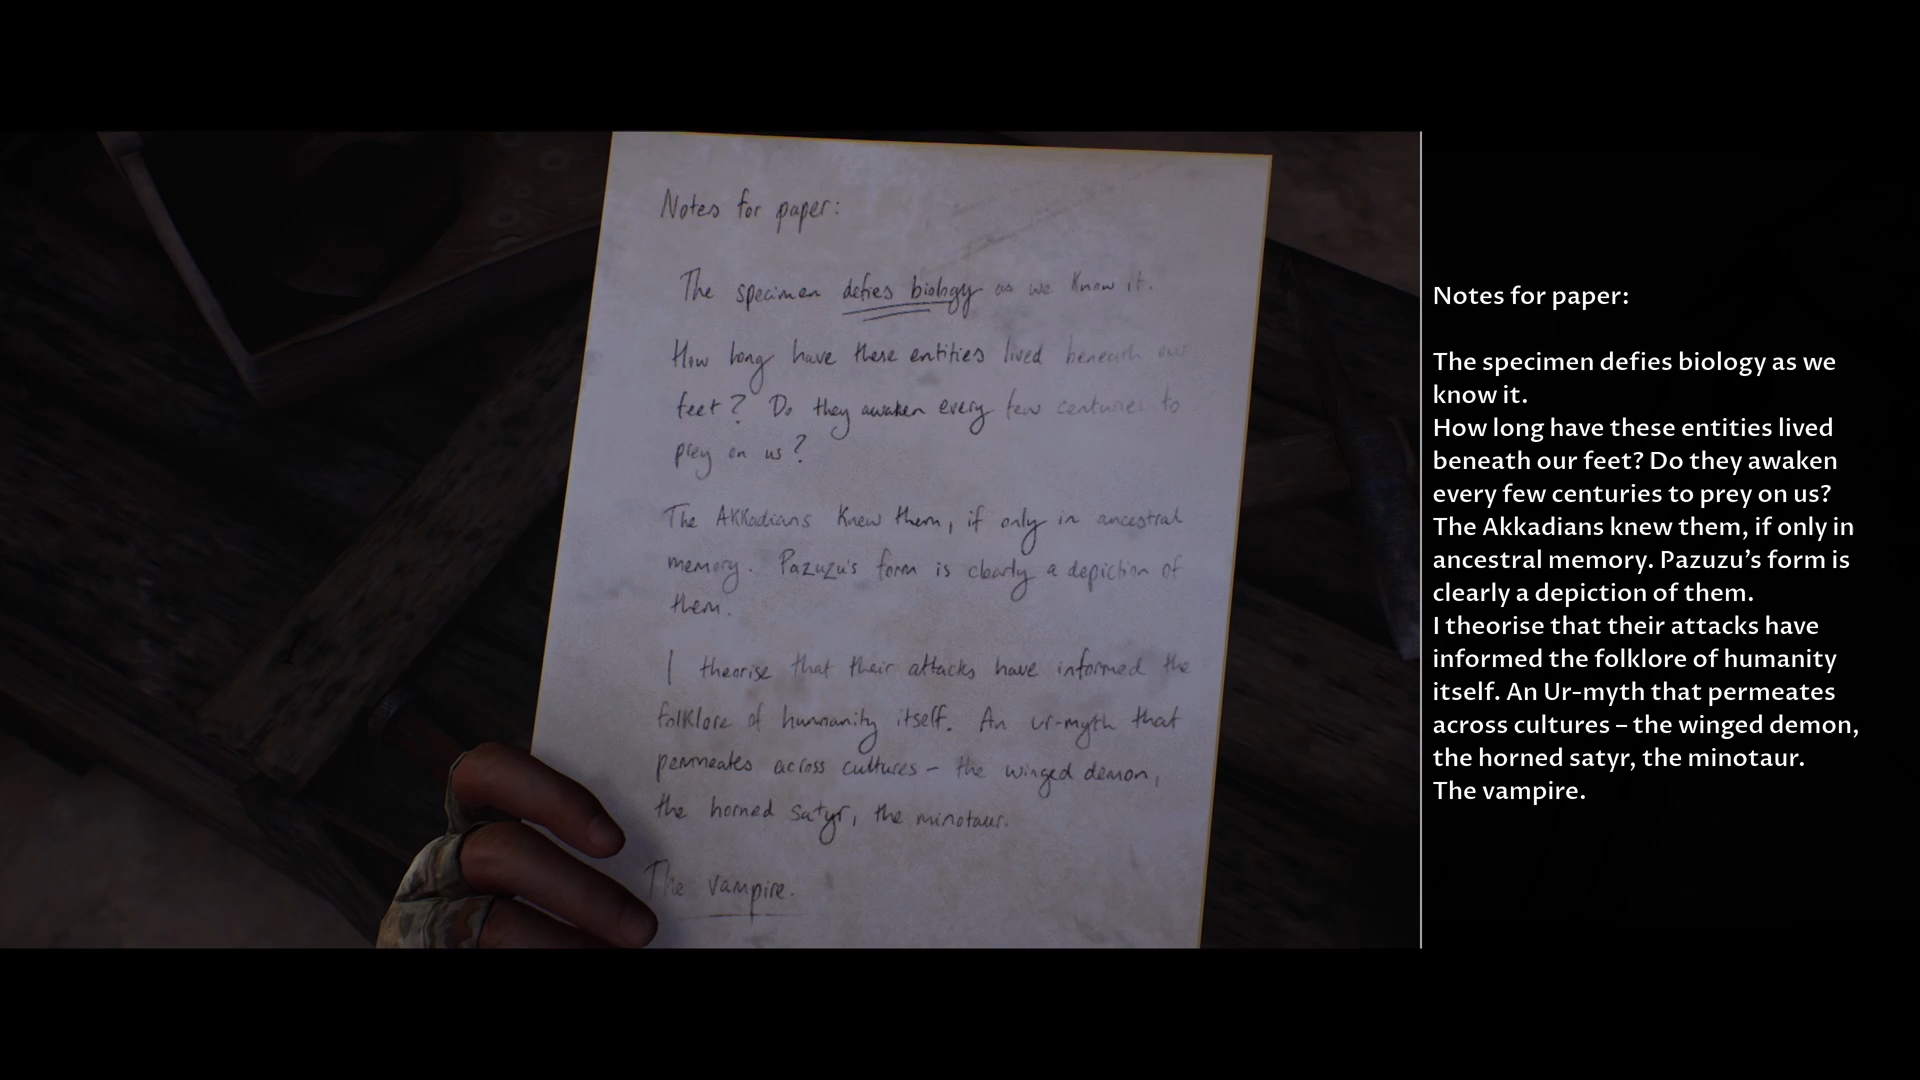 Notes for paper:
The specimen defies biology as we know it.
How long have these entities lived beneath our
feet? Do they awaken every few centuries to
prey on us?
The Akkadians knew them, if only in ancestral
memory. Pazuzu's form is clearly a depiction of
them.
I theorise that their attacks have informed the
folklore of humanity itself. An ur-myth that
permeates across cultures – the winged demon,
the horned satyr, the minotaur.
The vampire.
Notes for paper:
The specimen defies biology as we
know it.
How long have these entities lived
beneath our feet? Do they awaken
every few centuries to prey on us?
The Akkadians knew them, if only in
ancestral memory. Pazuzu’s form is
clearly a depiction of them.
I theorise that their attacks have
informed the folklore of humanity
itself. An Ur-myth that permeates
across cultures – the winged demon,
the horned satyr, the minotaur.
The vampire.